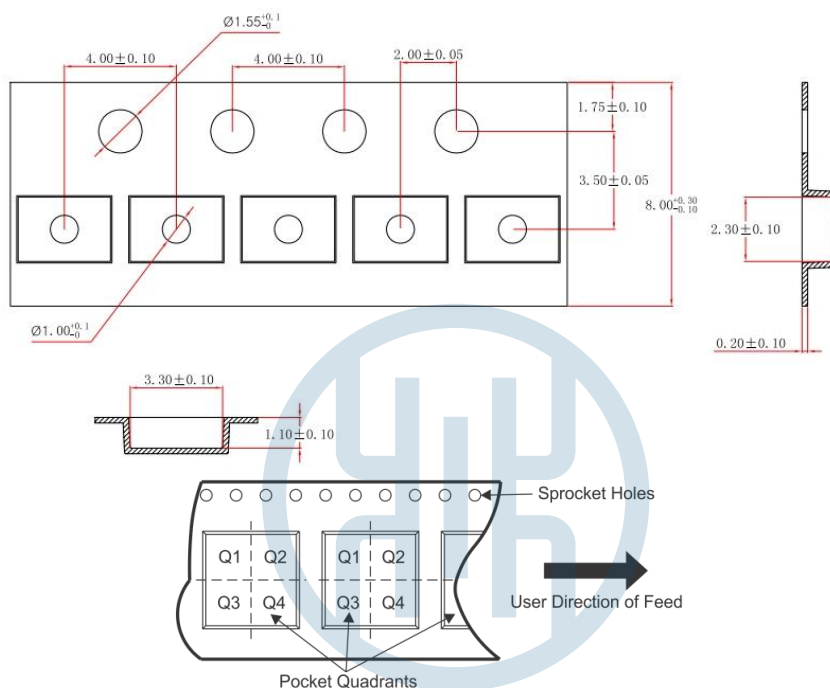 Ø1.55+0.1-0
4.00±0.10
4.00±0.10
2.00±0.05
1.75±0.10
3.50±0.05
8.00+0.30-0.10
2.30±0.10
Ø1.00+0.1-0
0.20±0.10
3.30±0.10
1.10±0.10
Sprocket Holes
Q1 Q2 Q1 Q2
Q3 Q4 Q3 Q4
User Direction of Feed
Pocket Quadrants